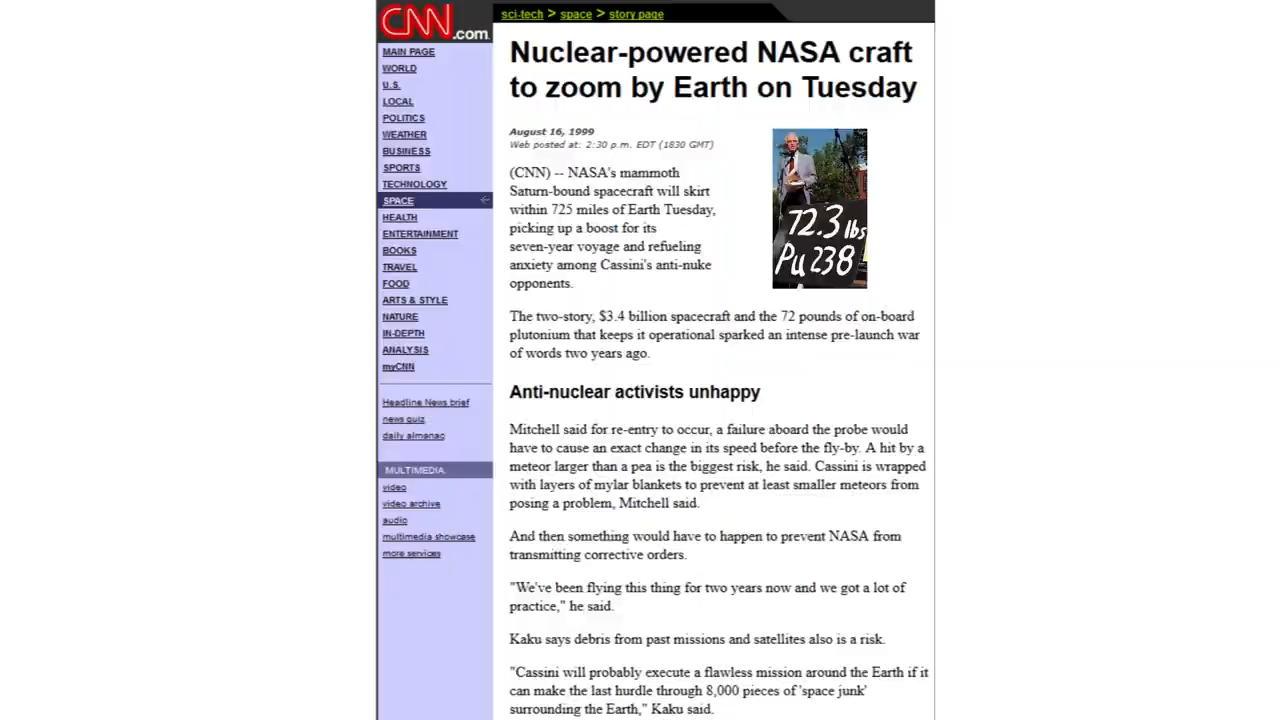 CNN.com
sci-tech > space > story page
MAIN PAGE
WORLD
U.S.
LOCAL
POLITICS
WEATHER
BUSINESS
SPORTS
TECHNOLOGY
SPACE
HEALTH
ENTERTAINMENT
BOOKS
TRAVEL
FOOD
ARTS & STYLE
NATURE
IN-DEPTH
ANALYSIS
myCNN
Headline News brief
news quiz
daily almanac
MULTIMEDIA
video
video archive
audio
multimedia showcase
more services
Nuclear-powered NASA craft
to zoom by Earth on Tuesday
August 16, 1999
Web posted at: 2:30 p.m. EDT (1830 GMT)
72.3 lbs
Pu 238
(CNN) -- NASA's mammoth
Saturn-bound spacecraft will skirt
within 725 miles of Earth Tuesday,
picking up a boost for its
seven-year voyage and refueling
anxiety among Cassini's anti-nuke
opponents.
The two-story, $3.4 billion spacecraft and the 72 pounds of on-board
plutonium that keeps it operational sparked an intense pre-launch war
of words two years ago.
Anti-nuclear activists unhappy
Mitchell said for re-entry to occur, a failure aboard the probe would
have to cause an exact change in its speed before the fly-by. A hit by a
meteor larger than a pea is the biggest risk, he said. Cassini is wrapped
with layers of mylar blankets to prevent at least smaller meteors from
posing a problem, Mitchell said.
And then something would have to happen to prevent NASA from
transmitting corrective orders.
"We've been flying this thing for two years now and we got a lot of
practice," he said.
Kaku says debris from past missions and satellites also is a risk.
"Cassini will probably execute a flawless mission around the Earth if it
can make the last hurdle through 8,000 pieces of 'space junk'
surrounding the Earth," Kaku said.